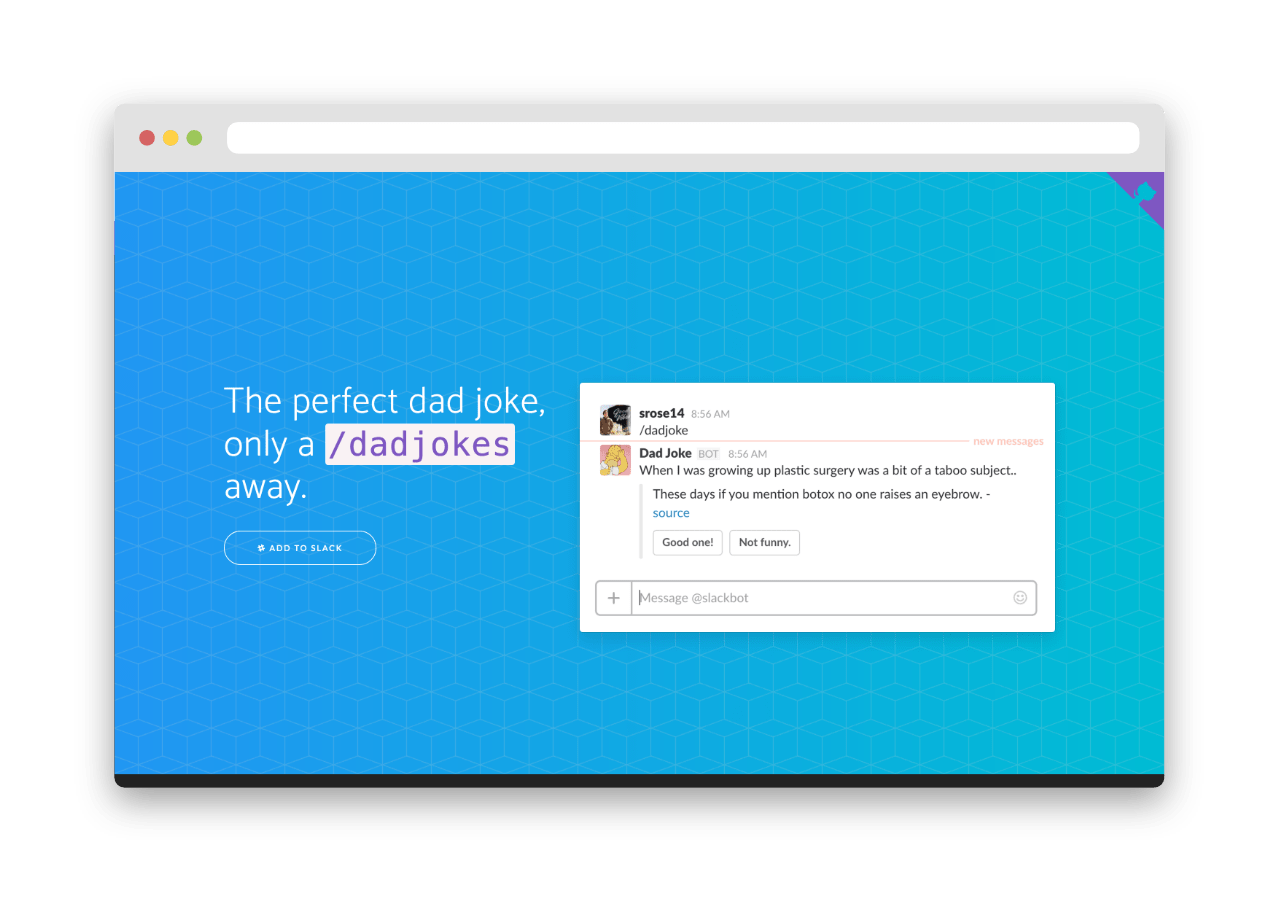 The perfect dad joke,
only a /dadjokes
away.
ADD TO SLACK
srose14 8:56 AM
/dadjoke
new messages
Dad Joke BOT 8:56 AM
When I was growing up plastic surgery was a bit of a taboo subject..
These days if you mention botox no one raises an eyebrow. -
source
Good one! Not funny.
+ Message @slackbot